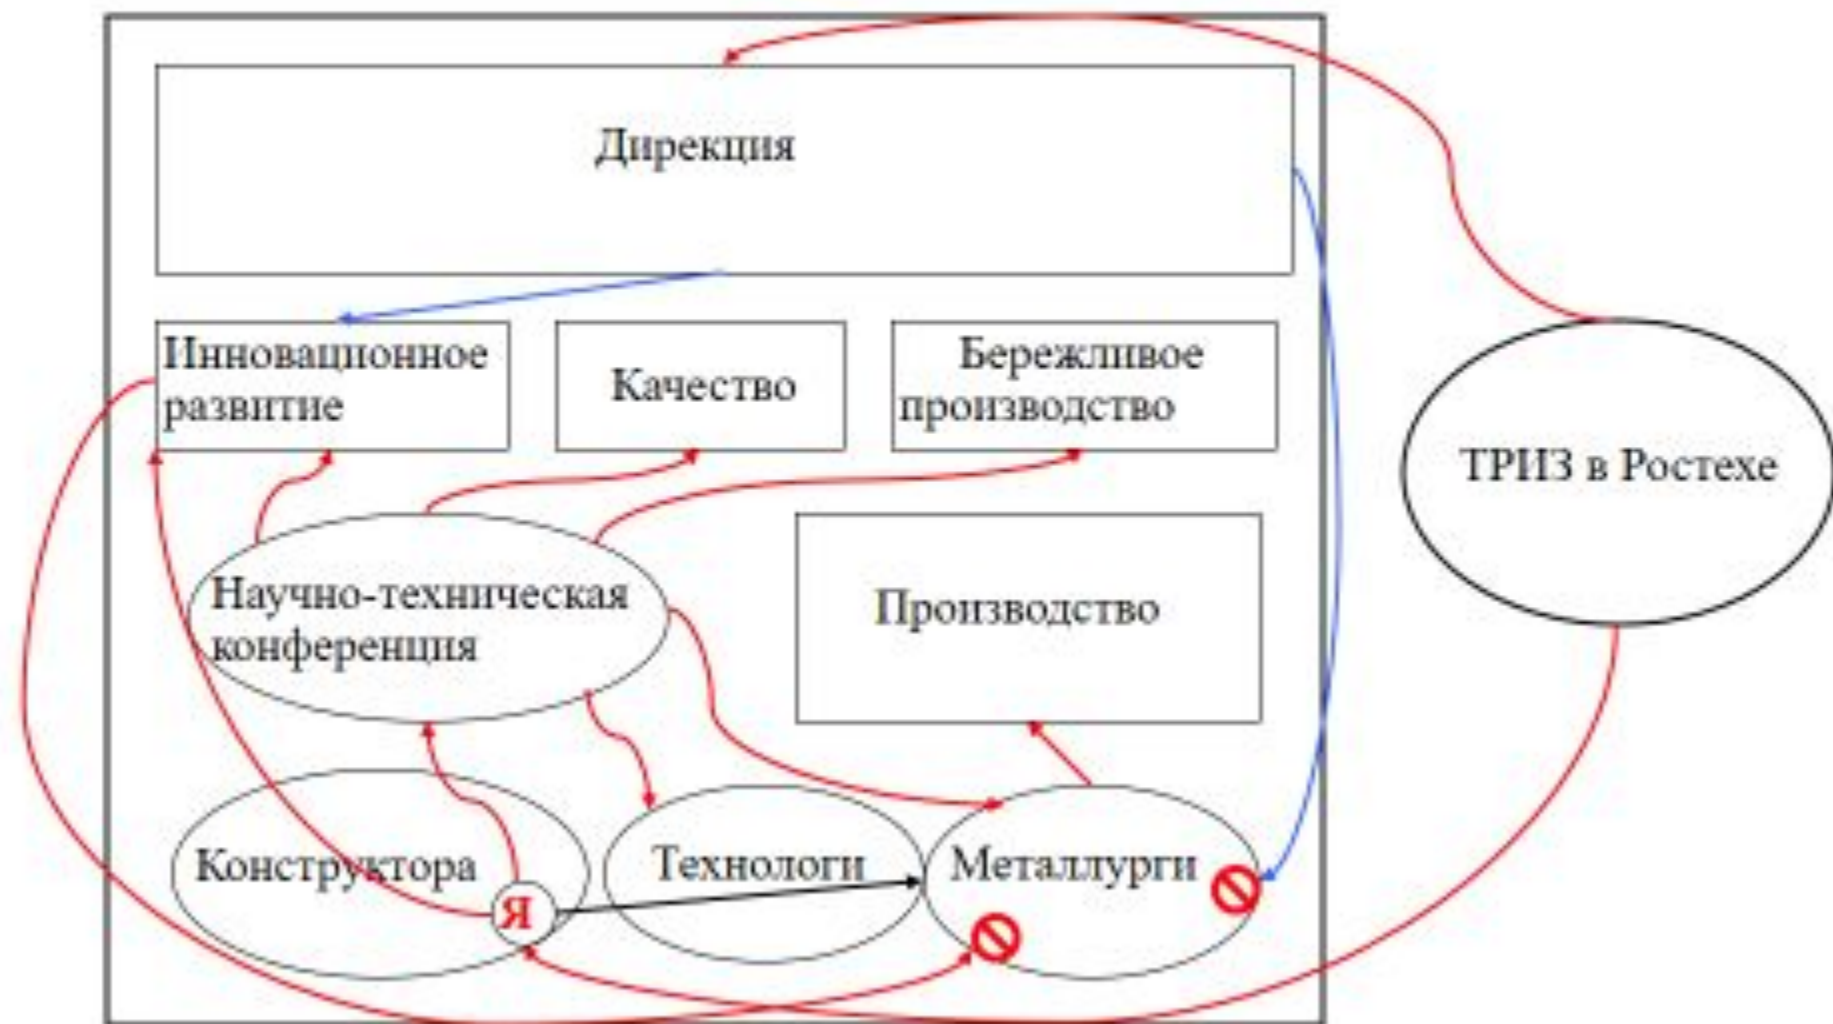 Дирекция
Инновационное
развитие
Качество
Бережливое
производство
ТРИЗ в Ростехе
Научно-техническая
конференция
Производство
Конструктора
Технологи
Металлурги
Я